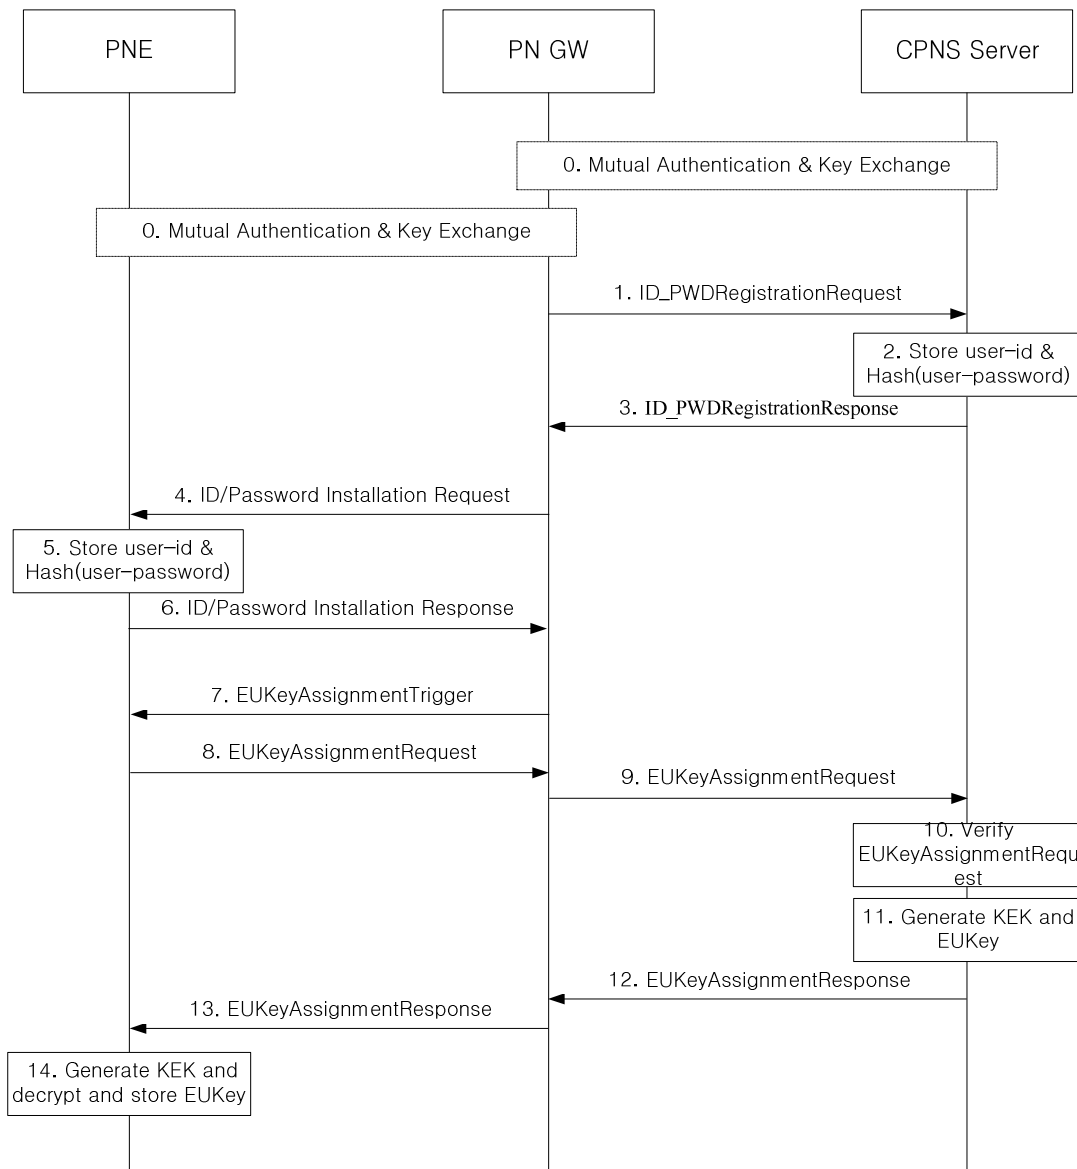 PNE
PN GW
CPNS Server
0. Mutual Authentication & Key Exchange
0. Mutual Authentication & Key Exchange
1. ID_PWDRegistrationRequest
2. Store user-id &
Hash(user-password)
3. ID_PWDRegistrationResponse
4. ID/Password Installation Request
5. Store user-id &
Hash(user-password)
6. ID/Password Installation Response
7. EUKeyAssignmentTrigger
8. EUKeyAssignmentRequest
9. EUKeyAssignmentRequest
10. Verify
EUKeyAssignmentRequ
est
11. Generate KEK and
EUKey
12. EUKeyAssignmentResponse
13. EUKeyAssignmentResponse
14. Generate KEK and
decrypt and store EUKey